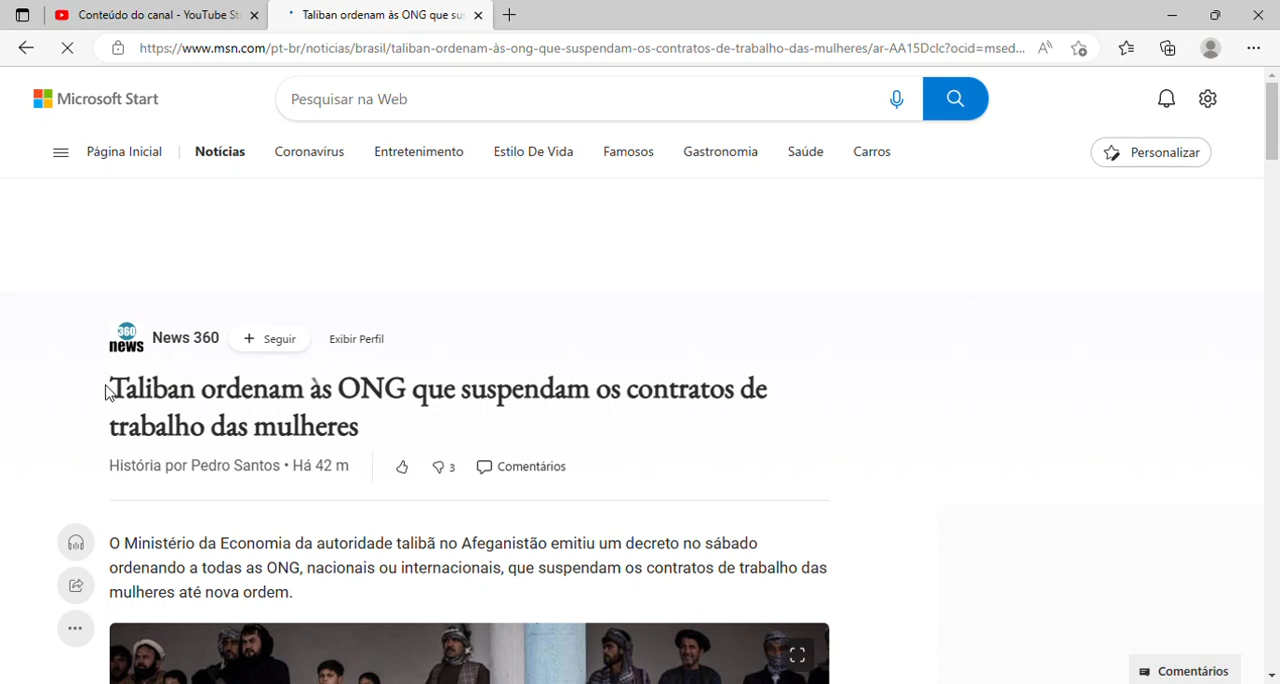 Conteúdo do canal - YouTube St
Taliban ordenam às ONG que su
https://www.msn.com/pt-br/noticias/brasil/taliban-ordenam-às-ong-que-suspendam-os-contratos-de-trabalho-das-mulheres/ar-AA15Dclc?ocid=msed...
Microsoft Start
Pesquisar na Web
Página Inicial
Notícias
Coronavírus
Entretenimento
Estilo De Vida
Famosos
Gastronomia
Saúde
Carros
Personalizar
360 news
News 360
+ Seguir
Exibir Perfil
Taliban ordenam às ONG que suspendam os contratos de
trabalho das mulheres
História por Pedro Santos • Há 42 m
3
Comentários
O Ministério da Economia da autoridade talibã no Afeganistão emitiu um decreto no sábado
ordenando a todas as ONG, nacionais ou internacionais, que suspendam os contratos de trabalho das
mulheres até nova ordem.
Comentários